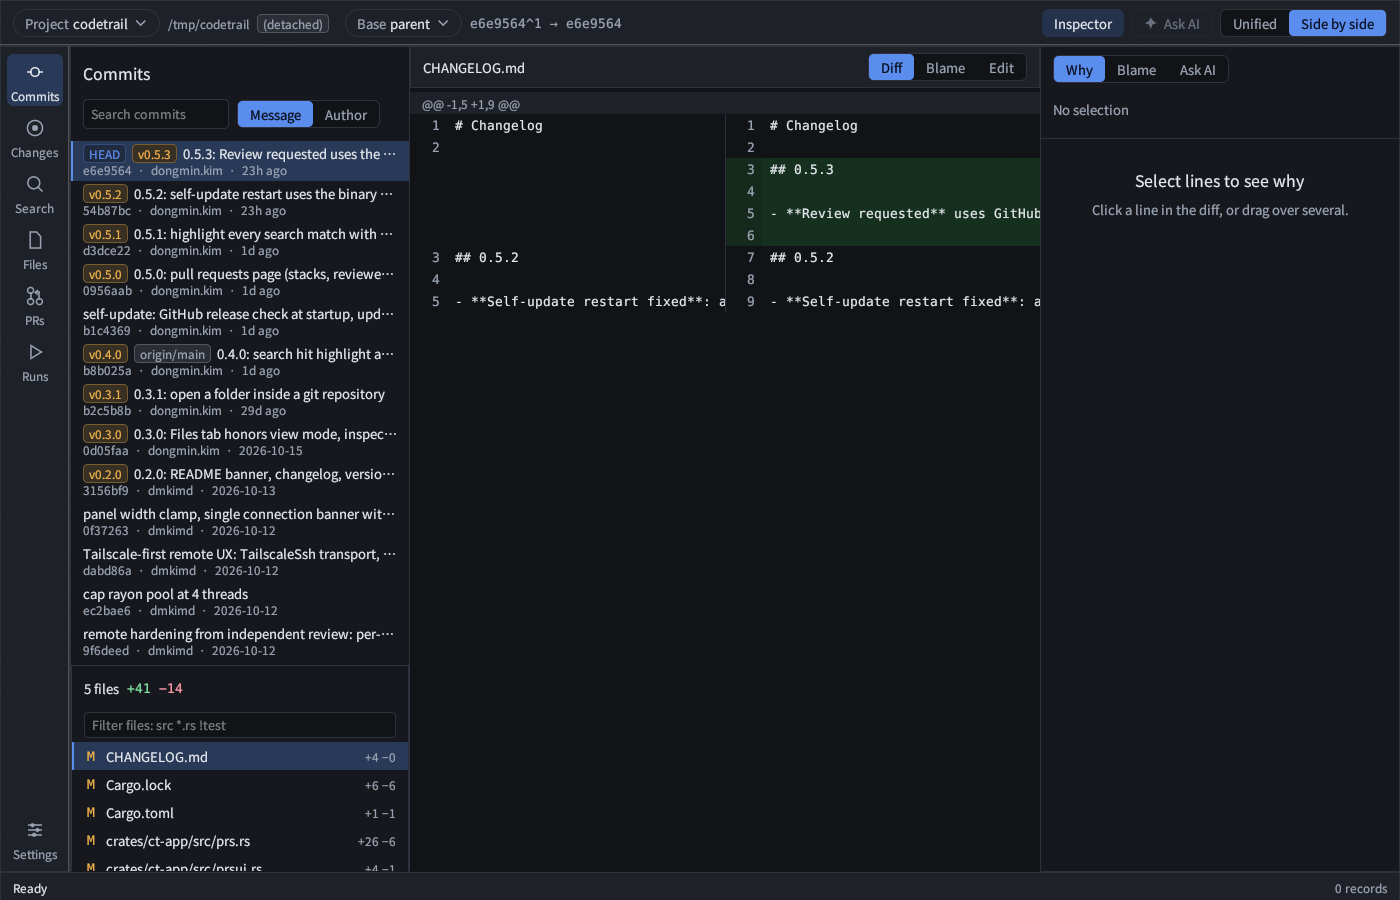 Project codetrail /tmp/codetrail (detached) Base parent e6e9564^1 → e6e9564 Inspector Ask AI Unified Side by side
Commits
Changes
Search
Files
PRs
Runs
Settings
Commits
Search commits Message Author
HEAD v0.5.3 0.5.3: Review requested uses the ···
e6e9564 · dongmin.kim · 23h ago
v0.5.2 0.5.2: self-update restart uses the binary ···
54b87bc · dongmin.kim · 23h ago
v0.5.1 0.5.1: highlight every search match with ···
d3dce22 · dongmin.kim · 1d ago
v0.5.0 0.5.0: pull requests page (stacks, reviewe···
0956aab · dongmin.kim · 1d ago
self-update: GitHub release check at startup, upd···
b1c4369 · dongmin.kim · 1d ago
v0.4.0 origin/main 0.4.0: search hit highlight a···
b8b025a · dongmin.kim · 1d ago
v0.3.1 0.3.1: open a folder inside a git repository
b2c5b8b · dongmin.kim · 29d ago
v0.3.0 0.3.0: Files tab honors view mode, inspec···
0d05faa · dongmin.kim · 2026-10-15
v0.2.0 0.2.0: README banner, changelog, versio···
3156bf9 · dmkimd · 2026-10-13
panel width clamp, single connection banner wit···
0f37263 · dmkimd · 2026-10-12
Tailscale-first remote UX: TailscaleSsh transport, ···
dabd86a · dmkimd · 2026-10-12
cap rayon pool at 4 threads
ec2bae6 · dmkimd · 2026-10-12
remote hardening from independent review: per-···
9f6deed · dmkimd · 2026-10-12
5 files +41 −14
Filter files: src *.rs !test
M CHANGELOG.md +4 −0
M Cargo.lock +6 −6
M Cargo.toml +1 −1
M crates/ct-app/src/prs.rs +26 −6
M crates/ct-app/src/prsui.rs +4 −1
CHANGELOG.md Diff Blame Edit
@@ -1,5 +1,9 @@
1 # Changelog 1 # Changelog
2 2
3 ## 0.5.3
4
5 - **Review requested** uses GitHub
6
3 ## 0.5.2 7 ## 0.5.2
4 8
5 - **Self-update restart fixed**: a 9 - **Self-update restart fixed**: a
Why Blame Ask AI
No selection
Select lines to see why
Click a line in the diff, or drag over several.
Ready 0 records